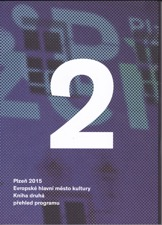 2
Plzeň 2015
Evropské hlavní město kultury
Kniha druhá
přehled programu